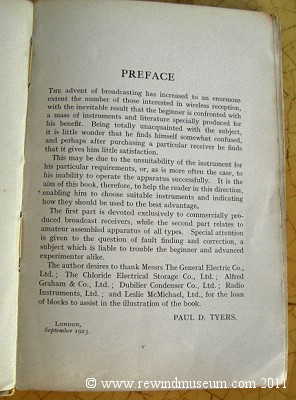 PREFACE
THE advent of broadcasting has increased to an enormous
extent the number of those interested in wireless reception,
with the inevitable result that the beginner is confronted with
a mass of instruments and literature specially produced for
his benefit. Being totally unacquainted with the subject,
it is little wonder that he finds himself somewhat confused,
and perhaps after purchasing a particular receiver he finds
that it gives him little satisfaction.
This may be due to the unsuitability of the instrument for
his particular requirements, or, as is more often the case, to
his inability to operate the apparatus successfully. It is the
aim of this book, therefore, to help the reader in this direction,
enabling him to choose suitable instruments and indicating
how they should be used to the best advantage.
The first part is devoted exclusively to commercially pro-
duced broadcast receivers, while the second part relates to
amateur assembled apparatus of all types. Special attention
is given to the question of fault finding and correction, a
subject which is liable to trouble the beginner and advanced
experimenter alike.
The author desires to thank Messrs The General Electric Co.,
Ltd.; The Chloride Electrical Storage Co., Ltd.; Alfred
Graham & Co., Ltd.; Dubilier Condenser Co., Ltd.; Radio
Instruments, Ltd.; and Leslie McMichael, Ltd., for the loan
of blocks to assist in the illustration of the book.
PAUL D. TYERS.
LONDON,
September 1923.
v
© www.rewindmuseum.com 2011